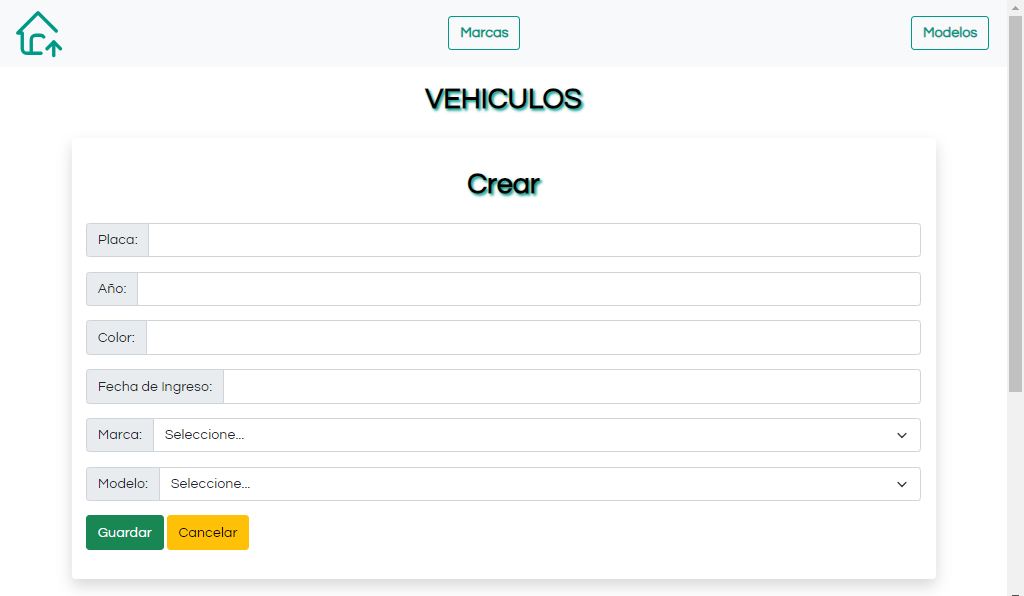 Marcas
Modelos
VEHICULOS
Crear
Placa:
Año:
Color:
Fecha de Ingreso:
Marca: Seleccione...
Modelo: Seleccione...
Guardar Cancelar